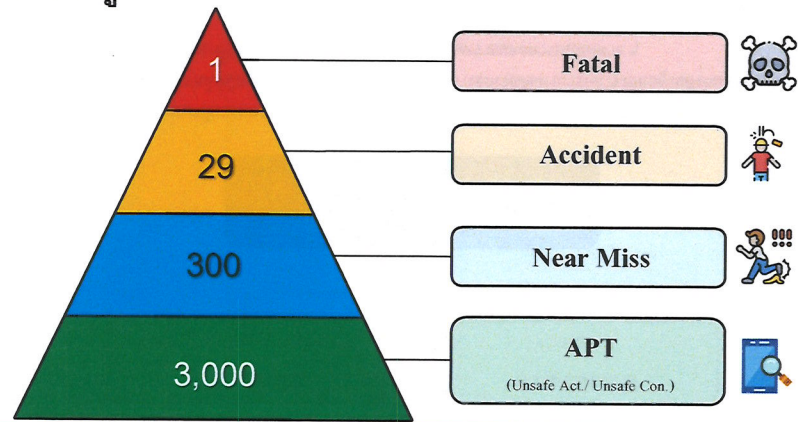 1
Fatal
29
Accident
300
Near Miss
!!!
3,000
APT
(Unsafe Act./ Unsafe Con.)